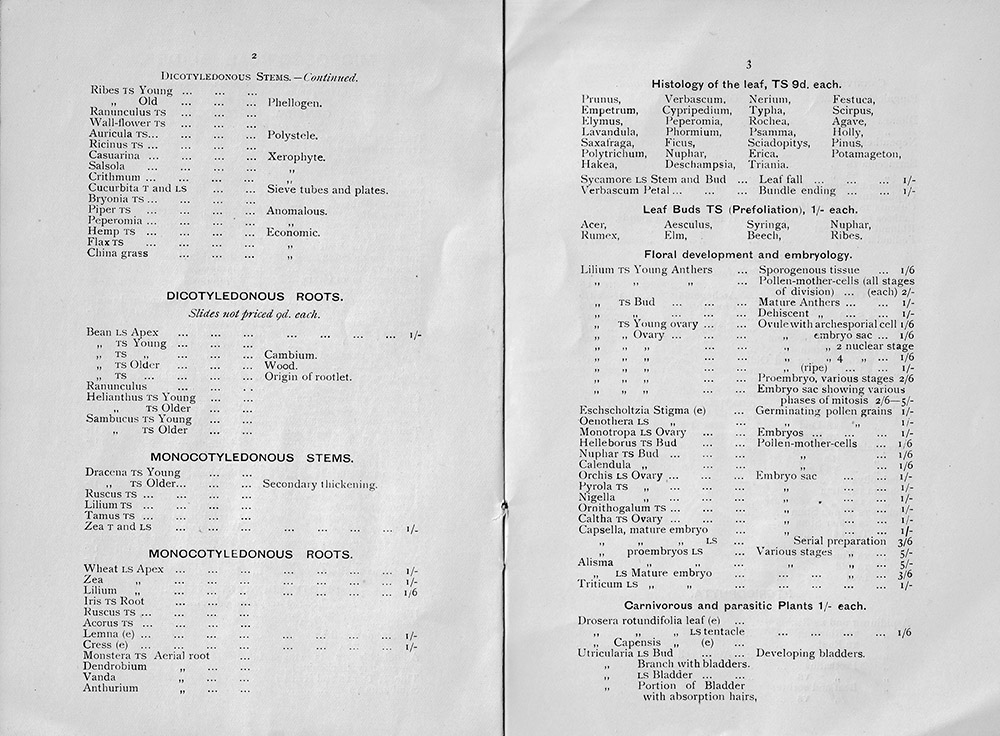 2
DICOTYLEDONOUS STEMS.—Continued.
Ribes TS Young ... ... ...
„ Old ... ... ... Phellogen.
Ranunculus TS ... ... ...
Wall-flower TS ... ... ...
Auricula TS... ... ... ... Polystele.
Ricinus TS ... ... ... ...
Casuarina ... ... ... ... Xerophyte.
Salsola ... ... ... ... „
Crithmum ... ... ... ...
Cucurbita T and LS ... ... Sieve tubes and plates.
Bryonia TS ... ... ... ...
Piper TS ... ... ... ... Anomalous.
Peperomia ... ... ... ... „
Hemp TS ... ... ... ... Economic.
Flax TS ... ... ... ... „
China grass ... ... ... „
DICOTYLEDONOUS ROOTS.
Slides not priced 9d. each.
Bean LS Apex ... ... ... ... ... ... ... 1/-
„ TS Young ... ... ...
„ TS „ ... ... ... Cambium.
„ TS Older ... ... ... Wood.
„ TS ... ... ... ... Origin of rootlet.
Ranunculus ... ... ..
Helianthus TS Young ... ...
„ TS Older ... ...
Sambucus TS Young ... ...
„ TS Older ... ...
MONOCOTYLEDONOUS STEMS.
Dracena TS Young ... ...
„ TS Older... ... ... Secondary thickening.
Ruscus TS ... ... ... ...
Lilium TS ... ... ... ...
Tamus TS ... ... ... ...
Zea T and LS ... ... ... ... ... ... ... 1/-
MONOCOTYLEDONOUS ROOTS.
Wheat LS Apex ... ... ... ... ... ... ... 1/-
Zea „ ... ... ... ... ... ... ... 1/-
Lilium „ ... ... ... ... ... ... ... 1/6
Iris TS Root ... ... ...
Ruscus TS ... ... ... ...
Acorus TS ... ... ... ...
Lemna (e) ... ... ... ... ... ... ... ... 1/-
Cress (e) ... ... ... ... ... ... ... ... 1/-
Monstera TS Aerial root ...
Dendrobium „ ... ...
Vanda „ ... ...
Anthurium „ ... ...
3
Histology of the leaf, TS 9d. each.
Prunus, Verbascum, Nerium, Festuca,
Empetrum, Cypripedium, Typha, Scirpus,
Elymus, Peperomia, Rochea, Agave,
Lavandula, Phormium, Psamma, Holly,
Saxafraga, Ficus, Sciadopitys, Pinus,
Polytrichum, Nuphar, Erica, Potamageton,
Hakea, Deschampsia, Triania.
Sycamore LS Stem and Bud ... Leaf fall ... ... ... 1/-
Verbascum Petal ... ... ... Bundle ending ... ... 1/-
Leaf Buds TS (Prefoliation), 1/- each.
Acer, Aesculus, Syringa, Nuphar,
Rumex, Elm, Beech, Ribes.
Floral development and embryology.
Lilium TS Young Anthers ... Sporogenous tissue ... 1/6
„ „ „ ... Pollen-mother-cells (all stages
of division) ... (each) 2/-
„ TS Bud ... ... ... Mature Anthers ... ... 1/-
„ „ ... ... ... Dehiscent „ ... ... 1/-
„ TS Young ovary ... ... Ovule with archesporial cell 1/6
„ „ Ovary ... ... ... „ embryo sac ... 1/6
„ „ „ ... ... „ „ 2 nuclear stage
„ „ „ ... ... „ „ 4 „ ... 1/6
„ „ „ ... ... „ (ripe) ... ... 1/-
„ „ „ ... ... Proembryo, various stages 2/6
„ „ „ ... ... Embryo sac showing various
phases of mitosis 2/6—5/-
Eschscholtzia Stigma (e) ... Germinating pollen grains 1/-
Oenothera LS „ ... „ „ 1/-
Monotropa LS Ovary ... ... Embryos ... ... ... 1/-
Helleborus TS Bud ... ... Pollen-mother-cells ... 1/6
Nuphar TS Bud ... ... ... „ ... 1/6
Calendula „ ... ... „ ... 1/6
Orchis LS Ovary ... ... ... Embryo sac ... ... 1/-
Pyrola TS „ ... ... „ ... ... 1/-
Nigella „ ... ... „ ... ... 1/-
Ornithogalum TS ... ... ... „ ... ... 1/-
Caltha TS Ovary ... ... ... „ ... ... 1/-
Capsella, mature embryo ... „ ... ... 1/-
„ „ „ LS ... Serial preparation 3/6
„ proembryos LS ... Various stages „ ... 5/-
Alisma „ „ ... „ „ ... 5/-
„ LS Mature embryo ... ... ... „ ... 3/6
Triticum LS „ „ ... ... ... ... ... 1/-
Carnivorous and parasitic Plants 1/- each.
Drosera rotundifolia leaf (e) ...
„ „ „ LS tentacle ... ... ... ... 1/6
„ Capensis „ (e) ...
Utricularia LS Bud ... ... Developing bladders.
„ Branch with bladders.
„ LS Bladder ... ...
„ Portion of Bladder
with absorption hairs,